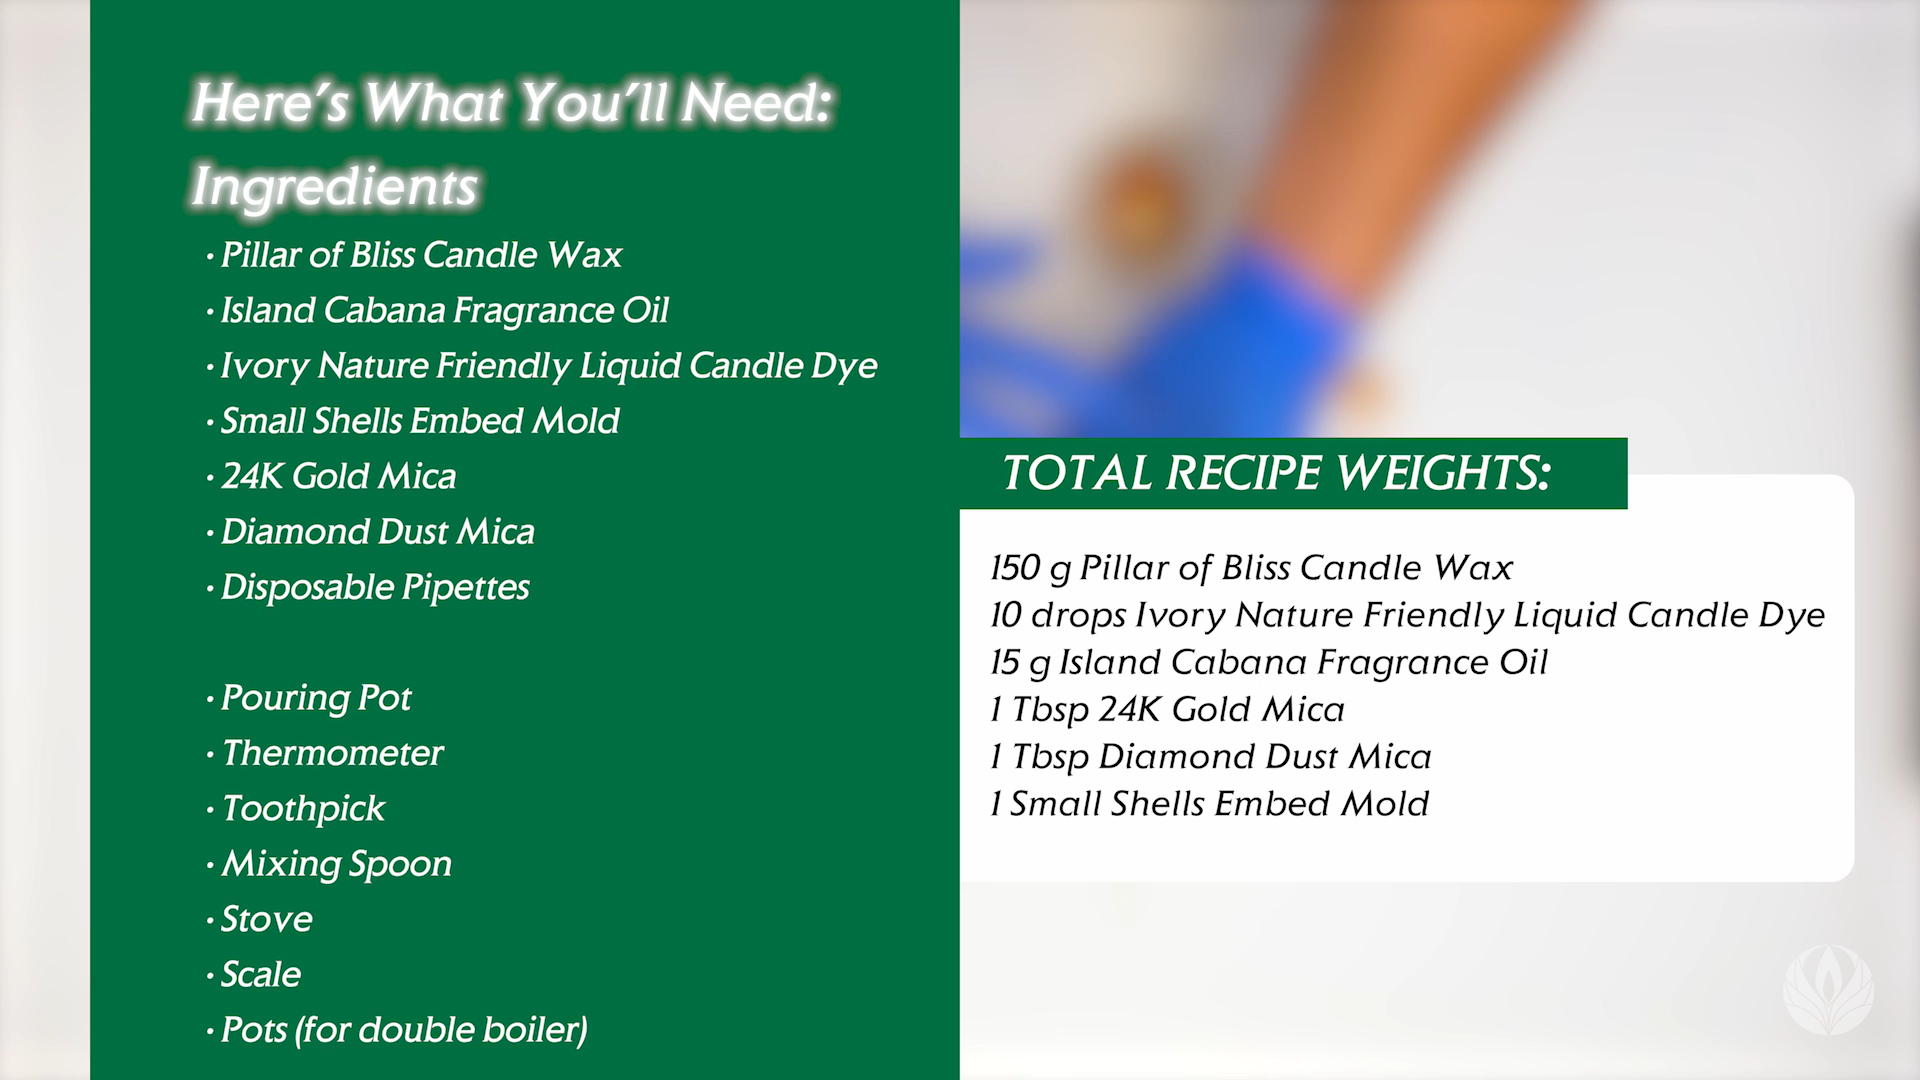 Here's What You'll Need:
Ingredients
• Pillar of Bliss Candle Wax
• Island Cabana Fragrance Oil
• Ivory Nature Friendly Liquid Candle Dye
• Small Shells Embed Mold
• 24K Gold Mica
• Diamond Dust Mica
• Disposable Pipettes
• Pouring Pot
• Thermometer
• Toothpick
• Mixing Spoon
• Stove
• Scale
• Pots (for double boiler)
TOTAL RECIPE WEIGHTS:
150 g Pillar of Bliss Candle Wax
10 drops Ivory Nature Friendly Liquid Candle Dye
15 g Island Cabana Fragrance Oil
1 Tbsp 24K Gold Mica
1 Tbsp Diamond Dust Mica
1 Small Shells Embed Mold